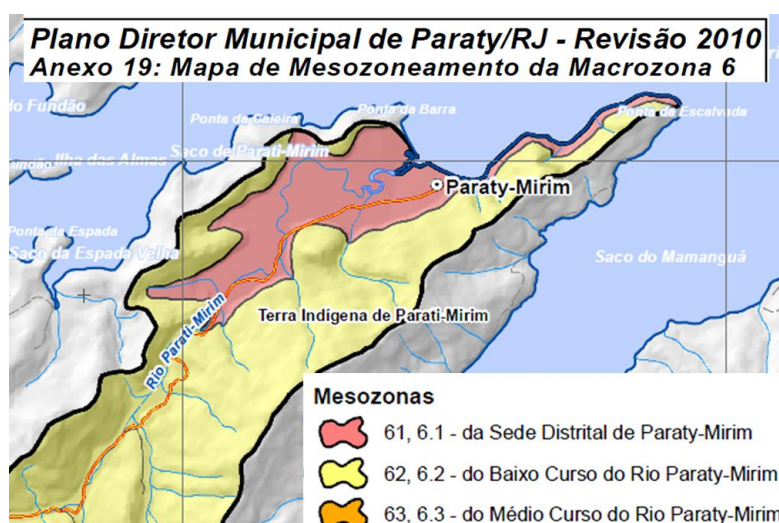 Plano Diretor Municipal de Paraty/RJ - Revisão 2010
Anexo 19: Mapa de Mesozoneamento da Macrozona 6
do Fundão
Ponta da Caieira
Ponta da Barra
Ponta da Escalvada
Ilha das Almas
Saco de Parati-Mirim
Paraty-Mirim
Ponta da Espada
Saco da Espada Velha
Saco do Mamanguá
Terra Indígena de Parati-Mirim
Rio Parati-Mirim
Mesozonas
61, 6.1 - da Sede Distrital de Paraty-Mirim
62, 6.2 - do Baixo Curso do Rio Paraty-Mirim
63, 6.3 - do Médio Curso do Rio Paraty-Mirim